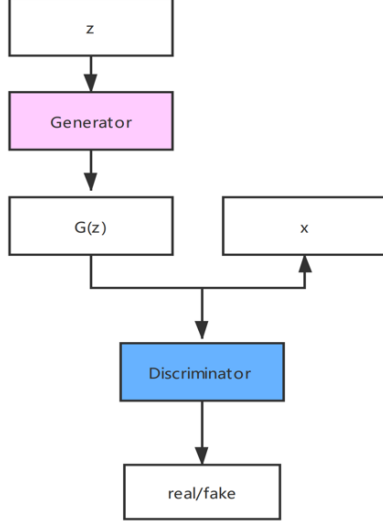 z
Generator
G(z)
x
Discriminator
real/fake